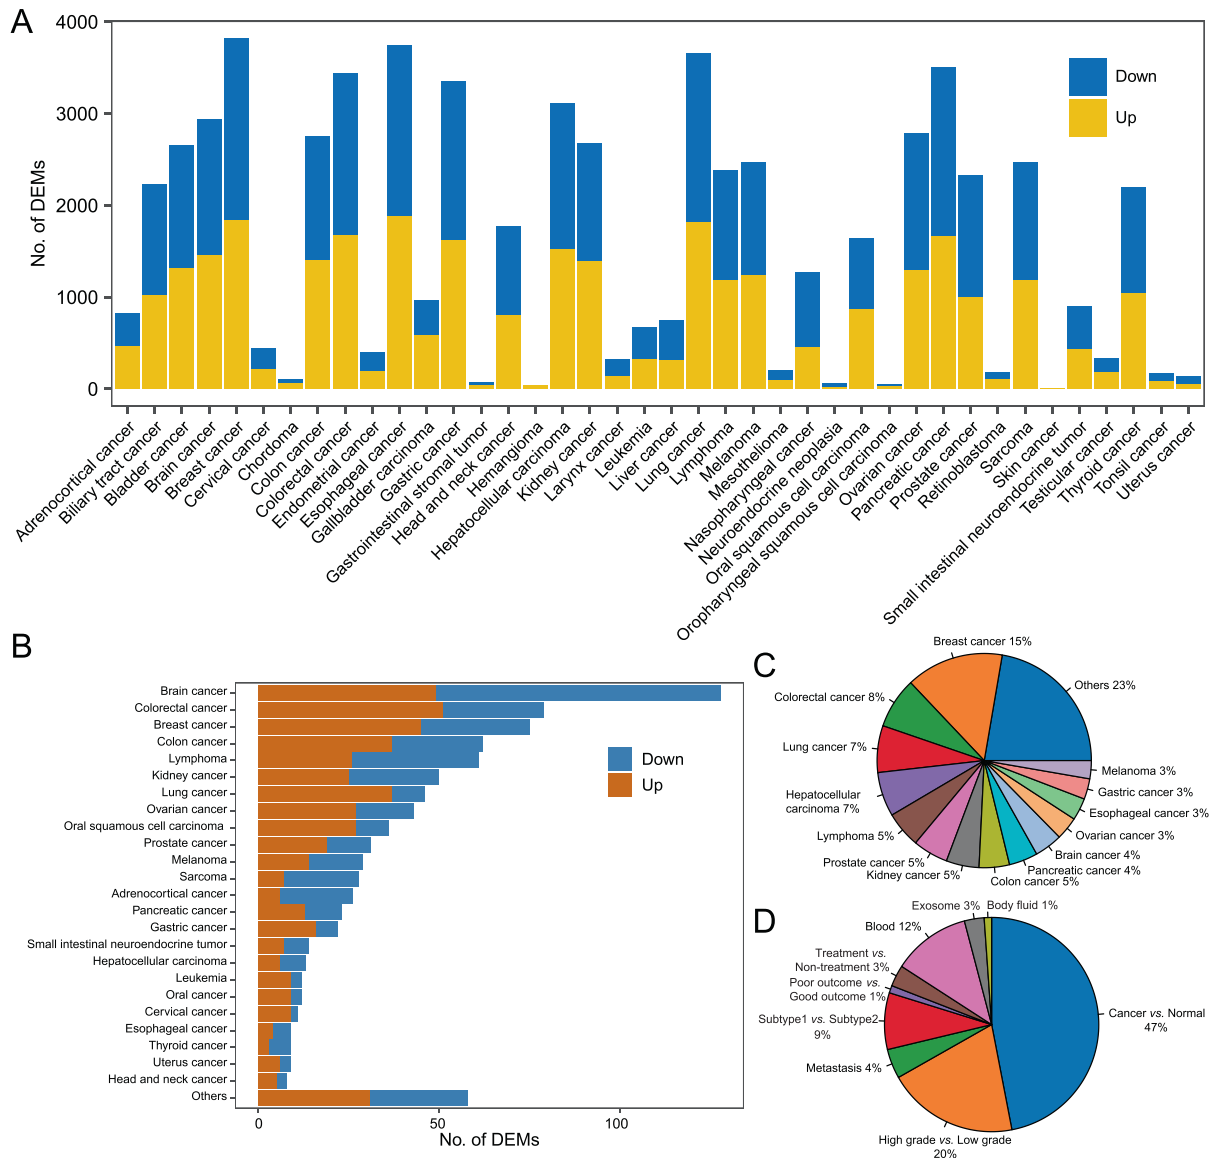 A
4000
3000
2000
1000
0
No. of DEMs
Down
Up
Adrenocortical cancer
Biliary tract cancer
Bladder cancer
Brain cancer
Breast cancer
Cervical cancer
Chordoma
Colon cancer
Colorectal cancer
Endometrial cancer
Esophageal cancer
Gallbladder carcinoma
Gastric cancer
Gastrointestinal stromal tumor
Head and neck cancer
Hemangioma
Hepatocellular carcinoma
Kidney cancer
Larynx cancer
Leukemia
Liver cancer
Lung cancer
Lymphoma
Melanoma
Mesothelioma
Nasopharyngeal cancer
Neuroendocrine neoplasia
Oral squamous cell carcinoma
Oropharyngeal squamous cell carcinoma
Ovarian cancer
Pancreatic cancer
Prostate cancer
Retinoblastoma
Sarcoma
Skin cancer
Small intestinal neuroendocrine tumor
Testicular cancer
Thyroid cancer
Tonsil cancer
Uterus cancer
B
Brain cancer
Colorectal cancer
Breast cancer
Colon cancer
Lymphoma
Kidney cancer
Lung cancer
Ovarian cancer
Oral squamous cell carcinoma
Prostate cancer
Melanoma
Sarcoma
Adrenocortical cancer
Pancreatic cancer
Gastric cancer
Small intestinal neuroendocrine tumor
Hepatocellular carcinoma
Leukemia
Oral cancer
Cervical cancer
Esophageal cancer
Thyroid cancer
Uterus cancer
Head and neck cancer
Others
Down
Up
0
50
100
No. of DEMs
C
Breast cancer 15%
Others 23%
Colorectal cancer 8%
Lung cancer 7%
Hepatocellular
carcinoma 7%
Lymphoma 5%
Prostate cancer 5%
Kidney cancer 5%
Colon cancer 5%
Pancreatic cancer 4%
Brain cancer 4%
Ovarian cancer 3%
Esophageal cancer 3%
Gastric cancer 3%
Melanoma 3%
D
Exosome 3%
Body fluid 1%
Blood 12%
Treatment vs.
Non-treatment 3%
Poor outcome vs.
Good outcome 1%
Subtype1 vs. Subtype2
9%
Metastasis 4%
High grade vs. Low grade
20%
Cancer vs. Normal
47%